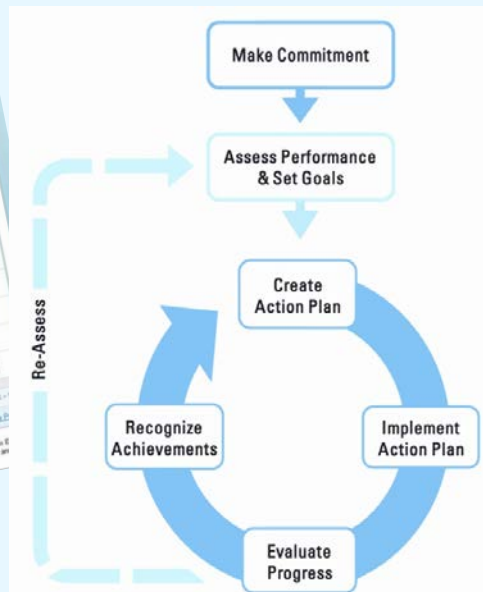 Make Commitment
Assess Performance
& Set Goals
Create
Action Plan
Re-Assess
Recognize
Achievements
Implement
Action Plan
Evaluate
Progress